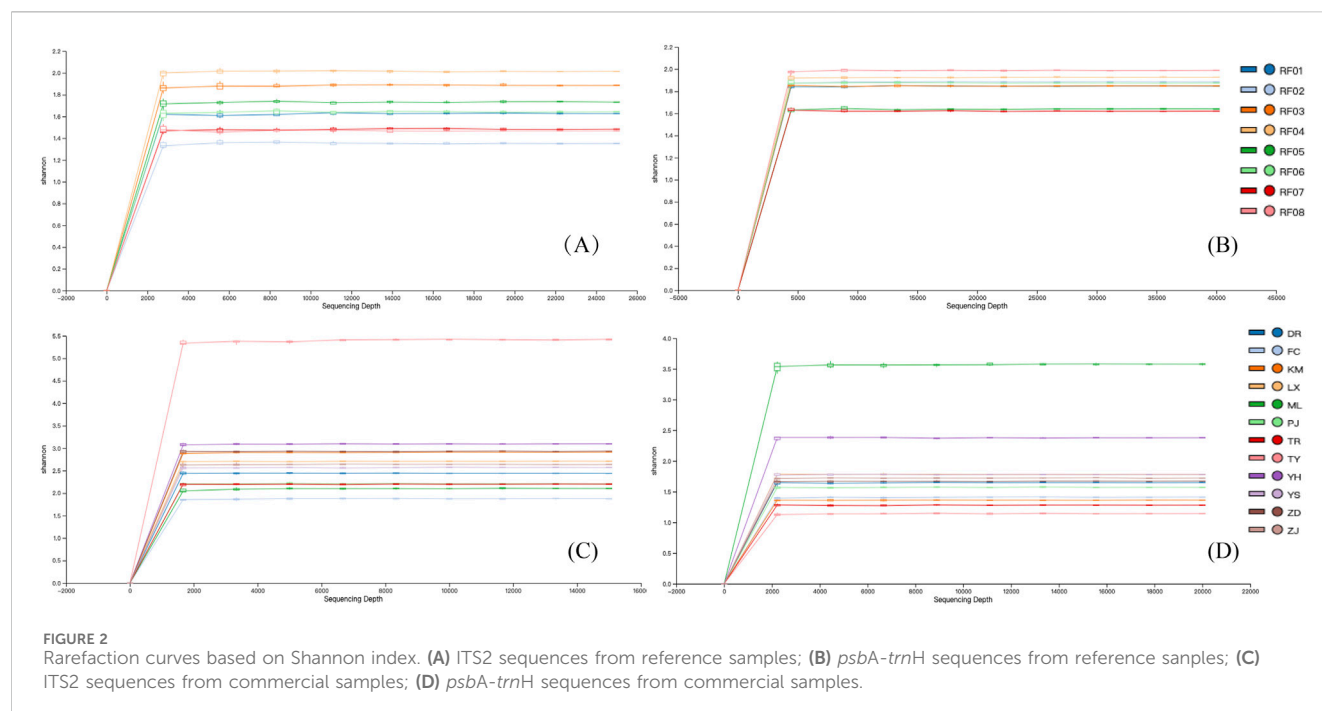 2.2
2.0
1.8
1.6
1.4
1.2
1.0
0.8
0.6
0.4
0.2
0.0
shannon
−2000 0 2000 4000 6000 8000 10000 12000 14000 16000 18000 20000 22000 24000 26000
Sequencing Depth
(A)
2.2
2.0
1.8
1.6
1.4
1.2
1.0
0.8
0.6
0.4
0.2
0.0
shannon
−5000 0 5000 10000 15000 20000 25000 30000 35000 40000 45000
Sequencing Depth
(B)
RF01
RF02
RF03
RF04
RF05
RF06
RF07
RF08
5.5
5.0
4.5
4.0
3.5
3.0
2.5
2.0
1.5
1.0
0.5
0.0
shannon
−2000 0 2000 4000 6000 8000 10000 12000 14000 1600
Sequencing Depth
(C)
4.0
3.5
3.0
2.5
2.0
1.5
1.0
0.5
0.0
shannon
−2000 0 2000 4000 6000 8000 10000 12000 14000 16000 18000 20000 22000
Sequencing Depth
(D)
DR
FC
KM
LX
ML
PJ
TR
TY
YH
YS
ZD
ZJ
FIGURE 2
Rarefaction curves based on Shannon index. (A) ITS2 sequences from reference samples; (B) psbA-trnH sequences from reference sanples; (C)
ITS2 sequences from commercial samples; (D) psbA-trnH sequences from commercial samples.